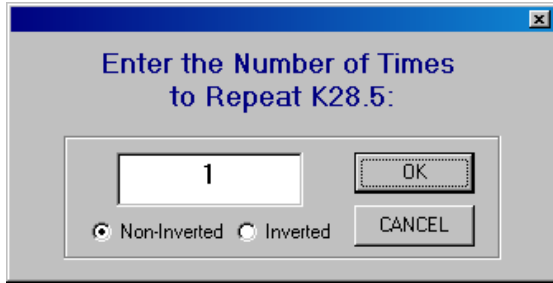 Enter the Number of Times
to Repeat K28.5:
1
OK
Non-Inverted Inverted
CANCEL